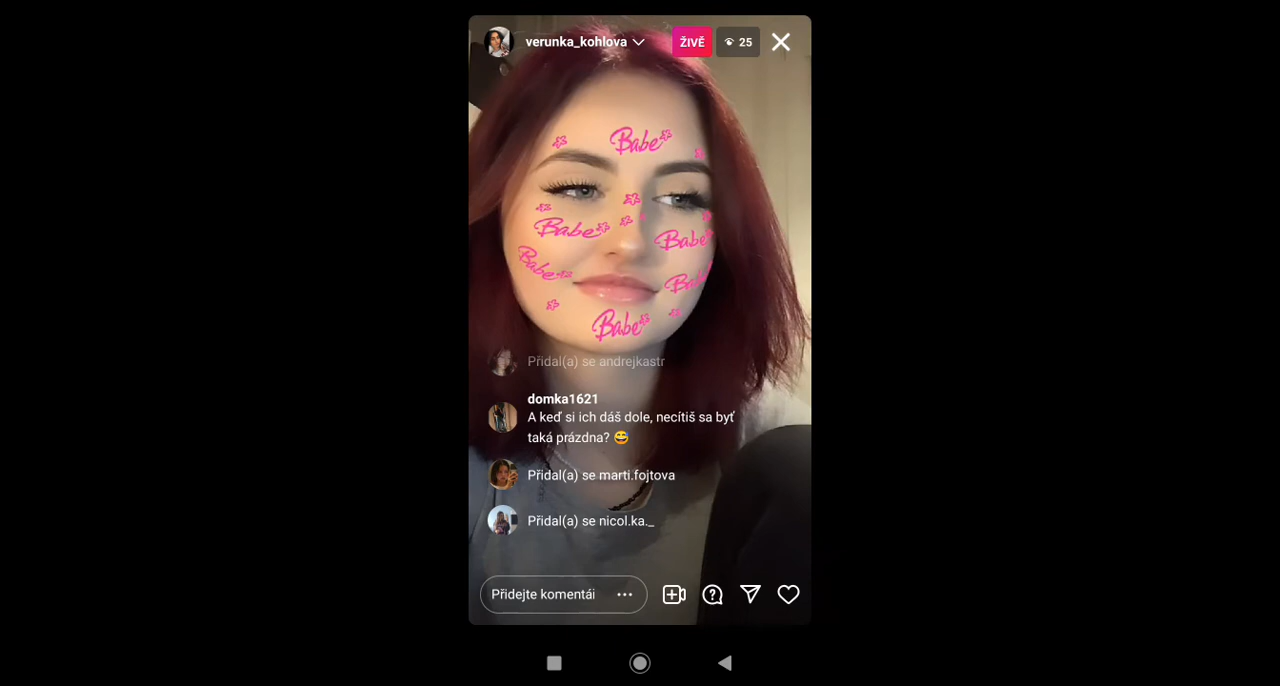 verunka_kohlova
ŽIVĚ
25
Babe
Babe
Babe
Babe
Babe
Babe
Přidal(a) se andrejkastr
domka1621
A keď si ich dáš dole, necítiš sa byť
taká prázdna? 😅
Přidal(a) se marti.fojtova
Přidal(a) se nicol.ka._
Přidejte komentář